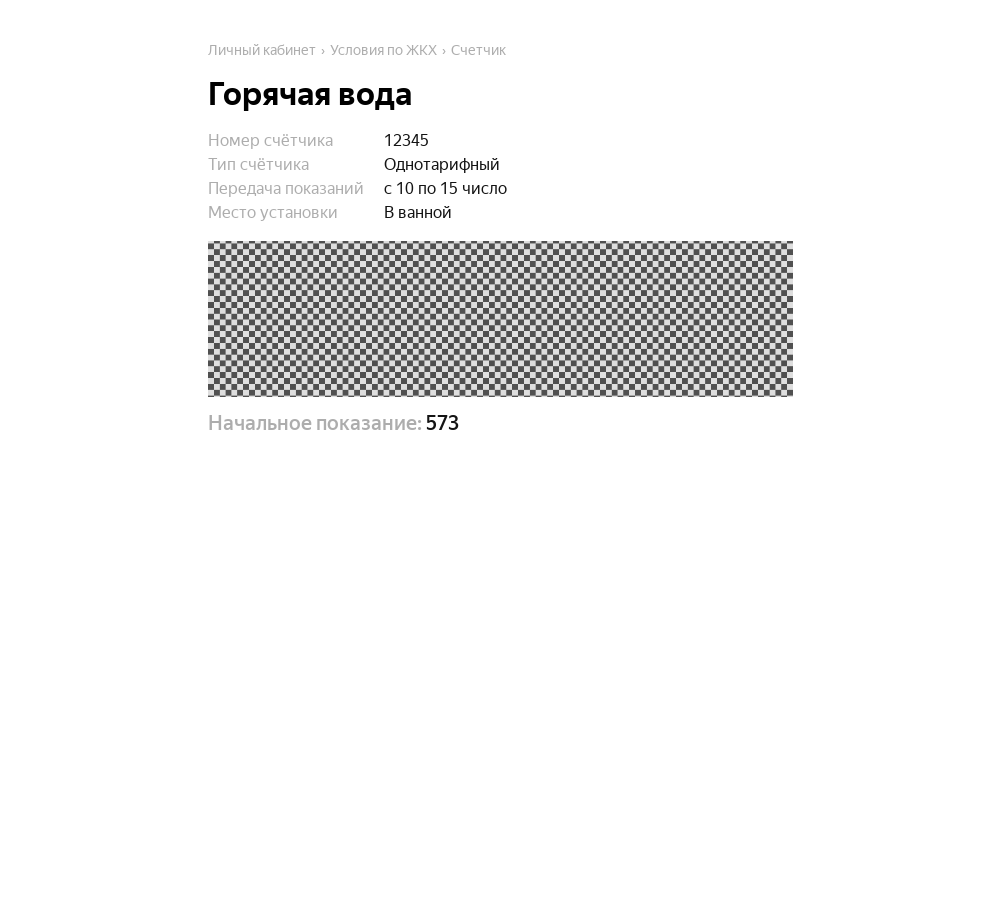 Личный кабинет › Условия по ЖКХ › Счетчик
Горячая вода
Номер счётчика 12345
Тип счётчика Однотарифный
Передача показаний с 10 по 15 число
Место установки В ванной
Начальное показание: 573